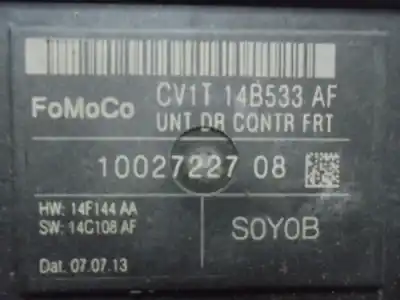 FoMoCo CV1T 14B533 AF
UNT DR CONTR FRT
10027227 08
HW: 14F144 AA
SW: 14C108 AF
SOYOB
Dat. 07.07.13